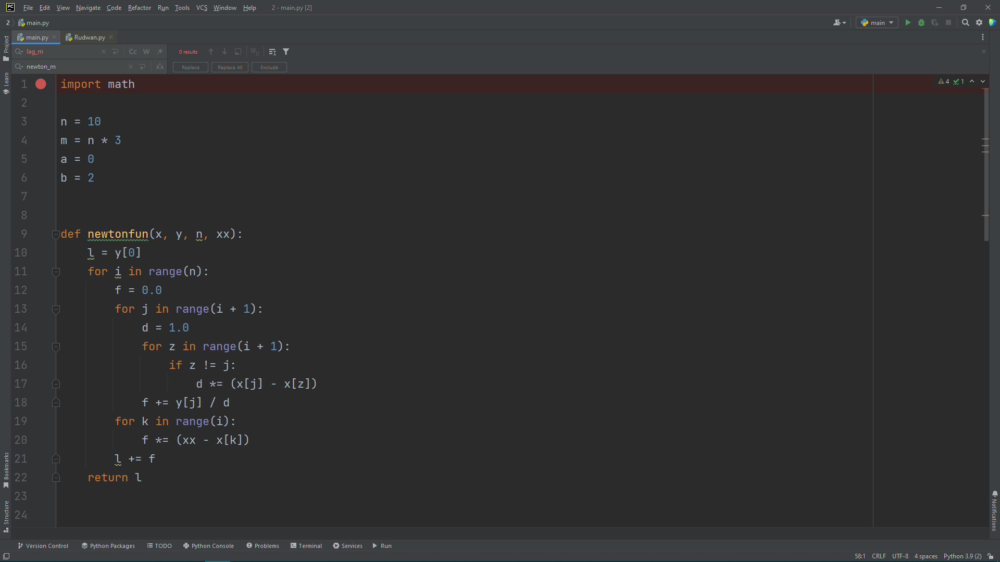 PC File Edit View Navigate Code Refactor Run Tools VCS Window Help 2 - main.py [2]
2 main.py main
main.py Rudwan.py
lag_m Cc W .* 0 results
newton_m Replace Replace All Exclude
Project
Learn
Bookmarks
Structure
Notifications
4 1
1 import math
2
3 n = 10
4 m = n * 3
5 a = 0
6 b = 2
7
8
9 def newtonfun(x, y, n, xx):
10 l = y[0]
11 for i in range(n):
12 f = 0.0
13 for j in range(i + 1):
14 d = 1.0
15 for z in range(i + 1):
16 if z != j:
17 d *= (x[j] - x[z])
18 f += y[j] / d
19 for k in range(i):
20 f *= (xx - x[k])
21 l += f
22 return l
23
24
Version Control Python Packages TODO Python Console Problems Terminal Services Run
58:1 CRLF UTF-8 4 spaces Python 3.9 (2)